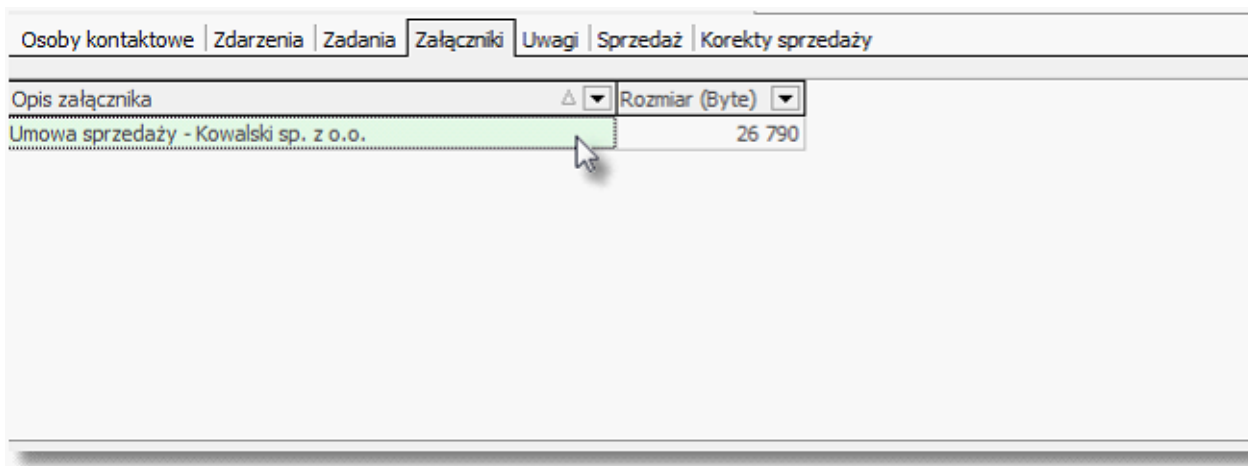 Osoby kontaktowe Zdarzenia Zadania Załączniki Uwagi Sprzedaż Korekty sprzedaży
Opis załącznika Rozmiar (Byte)
Umowa sprzedaży - Kowalski sp. z o.o. 26 790